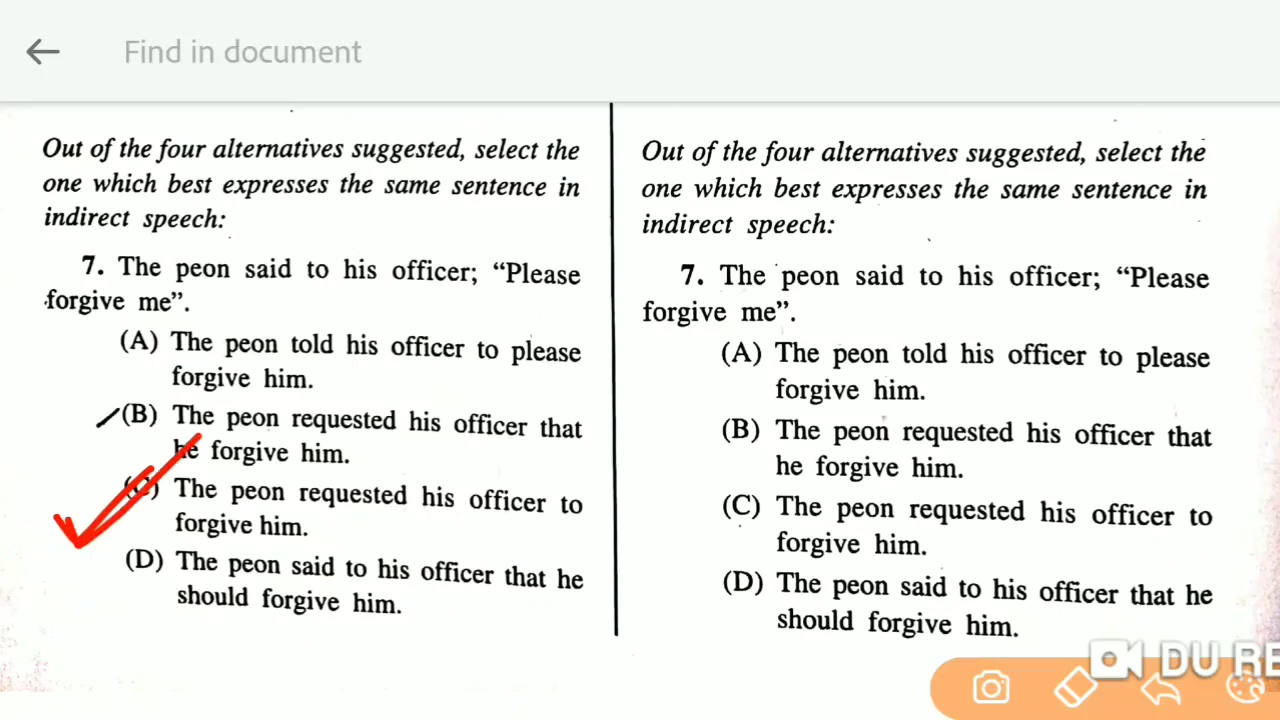 Find in document
Out of the four alternatives suggested, select the
one which best expresses the same sentence in
indirect speech:
7. The peon said to his officer; “Please
forgive me”.
(A) The peon told his officer to please
forgive him.
(B) The peon requested his officer that
he forgive him.
(C) The peon requested his officer to
forgive him.
(D) The peon said to his officer that he
should forgive him.
Out of the four alternatives suggested, select the
one which best expresses the same sentence in
indirect speech:
7. The peon said to his officer; “Please
forgive me”.
(A) The peon told his officer to please
forgive him.
(B) The peon requested his officer that
he forgive him.
(C) The peon requested his officer to
forgive him.
(D) The peon said to his officer that he
should forgive him.
DU RE